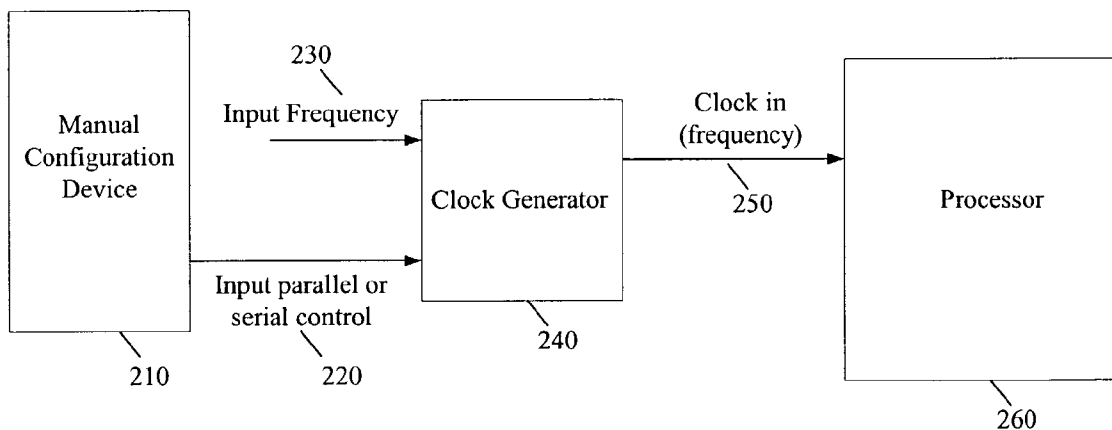 230
Manual
Configuration
Device
Input Frequency
Clock in
(frequency)
Clock Generator
250
Processor
Input parallel or
serial control
210
220
240
260